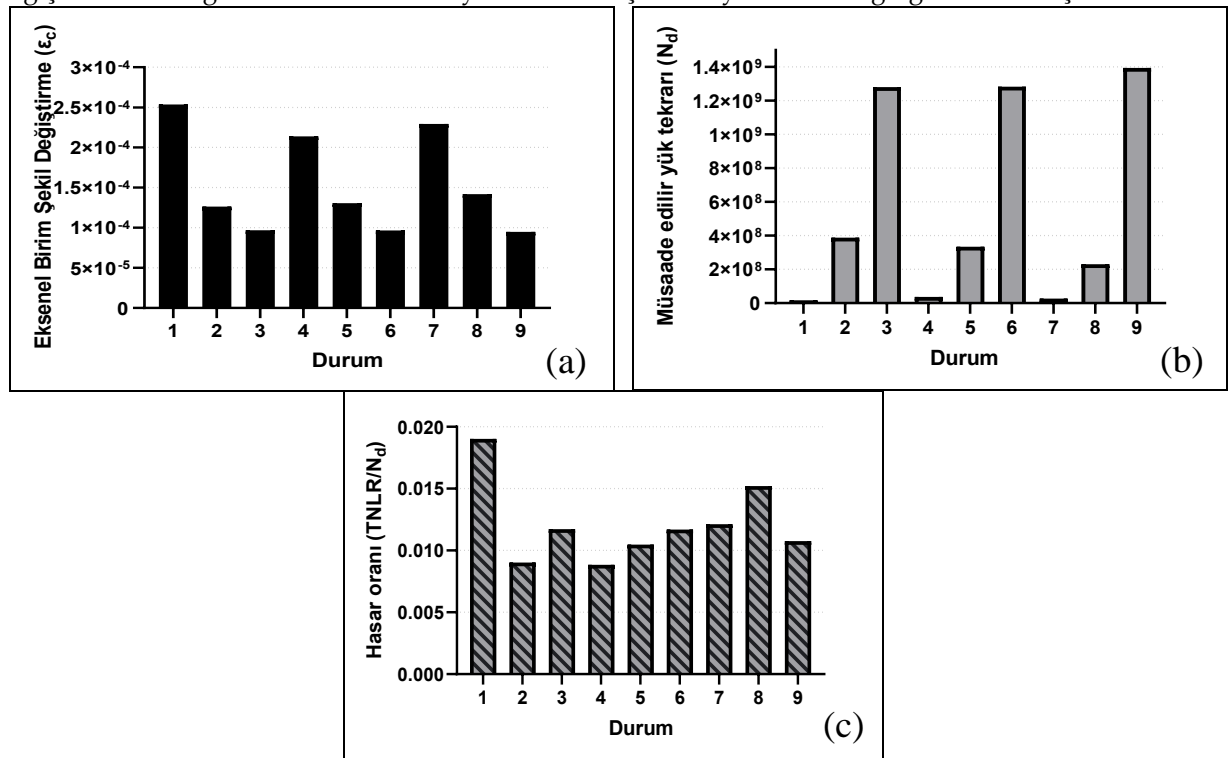 Eksenel Birim Şekil Değiştirme (ε_c)
3×10⁻⁴
2.5×10⁻⁴
2×10⁻⁴
1.5×10⁻⁴
1×10⁻⁴
5×10⁻⁵
0
1 2 3 4 5 6 7 8 9
Durum
(a)
Müsaade edilir yük tekrarı (N_d)
1.4×10⁹
1.2×10⁹
1×10⁹
8×10⁸
6×10⁸
4×10⁸
2×10⁸
0
1 2 3 4 5 6 7 8 9
Durum
(b)
Hasar oranı (TNLR/N_d)
0.020
0.015
0.010
0.005
0.000
1 2 3 4 5 6 7 8 9
Durum
(c)